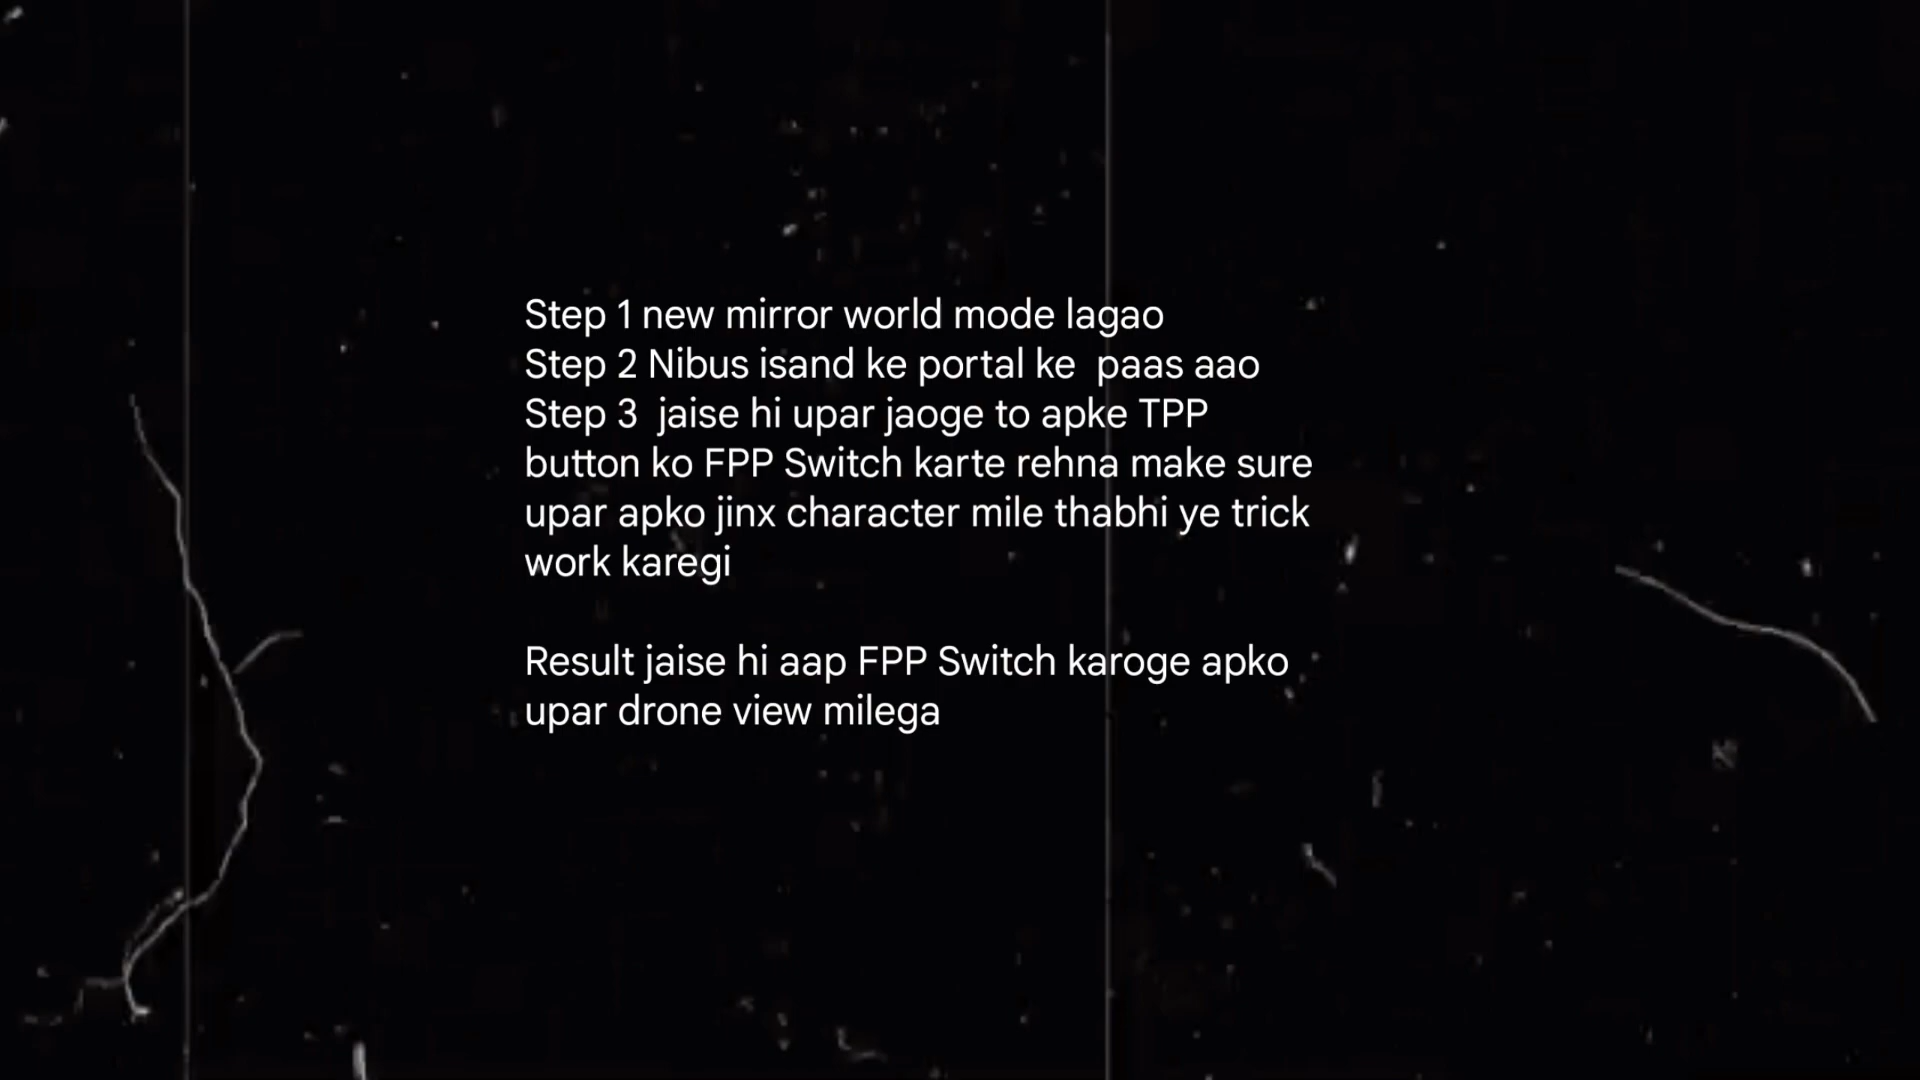 Step 1 new mirror world mode lagao
Step 2 Nibus isand ke portal ke  paas aao
Step 3  jaise hi upar jaoge to apke TPP
button ko FPP Switch karte rehna make sure
upar apko jinx character mile thabhi ye trick
work karegi

Result jaise hi aap FPP Switch karoge apko
upar drone view milega